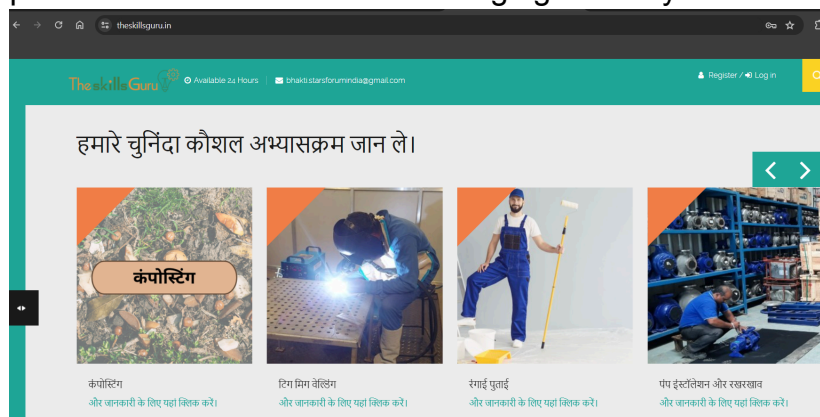 theskillsguru.in
TheskillsGuru Available 24 Hours bhakti.starsforumindia@gmail.com Register / Log in
हमारे चुनिंदा कौशल अभ्यासक्रम जान ले।
कंपोस्टिंग
कंपोस्टिंग टिग मिग वेल्डिंग रंगाई पुताई पंप इंस्टॉलेशन और रखरखाव
और जानकारी के लिए यहां क्लिक करें। और जानकारी के लिए यहां क्लिक करें। और जानकारी के लिए यहां क्लिक करें। और जानकारी के लिए यहां क्लिक करें।